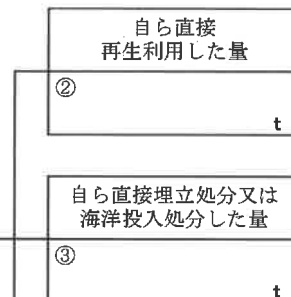 自ら直接
再生利用した量
②
t
自ら直接埋立処分又は
海洋投入処分した量
③
t